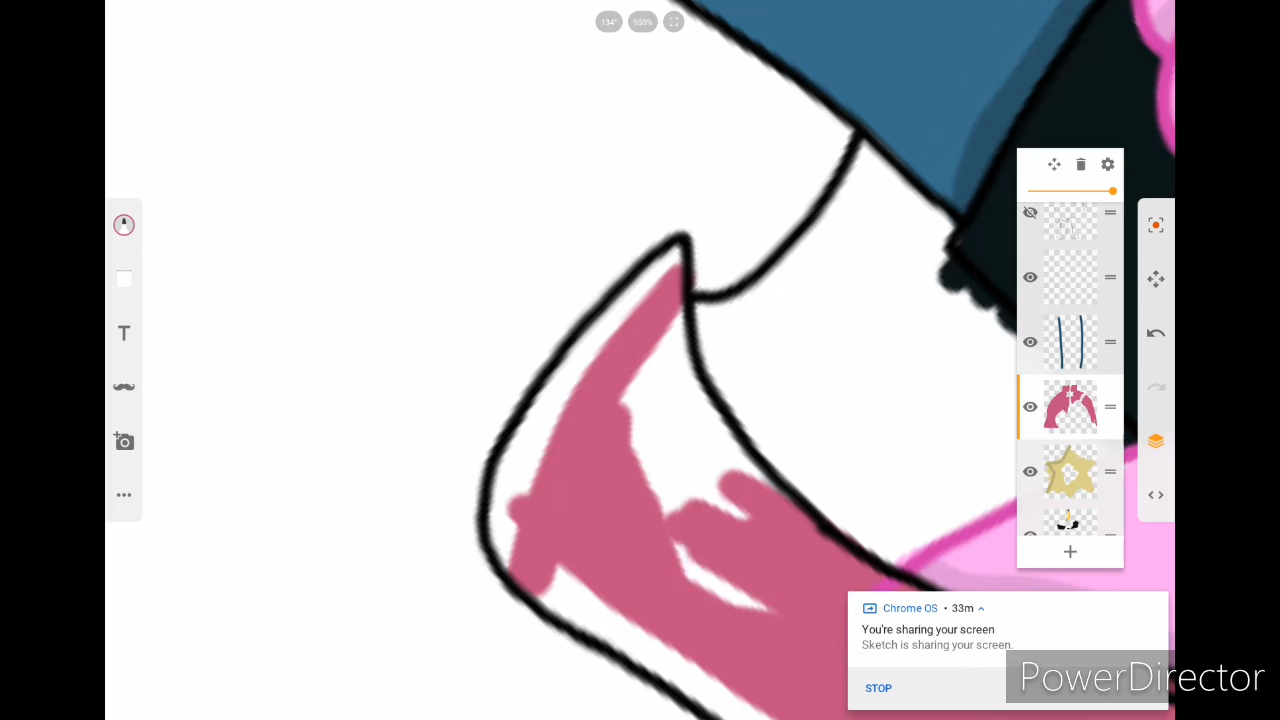 134° 950%
T
Chrome OS • 33m
You're sharing your screen
Sketch is sharing your screen.
STOP
PowerDirector